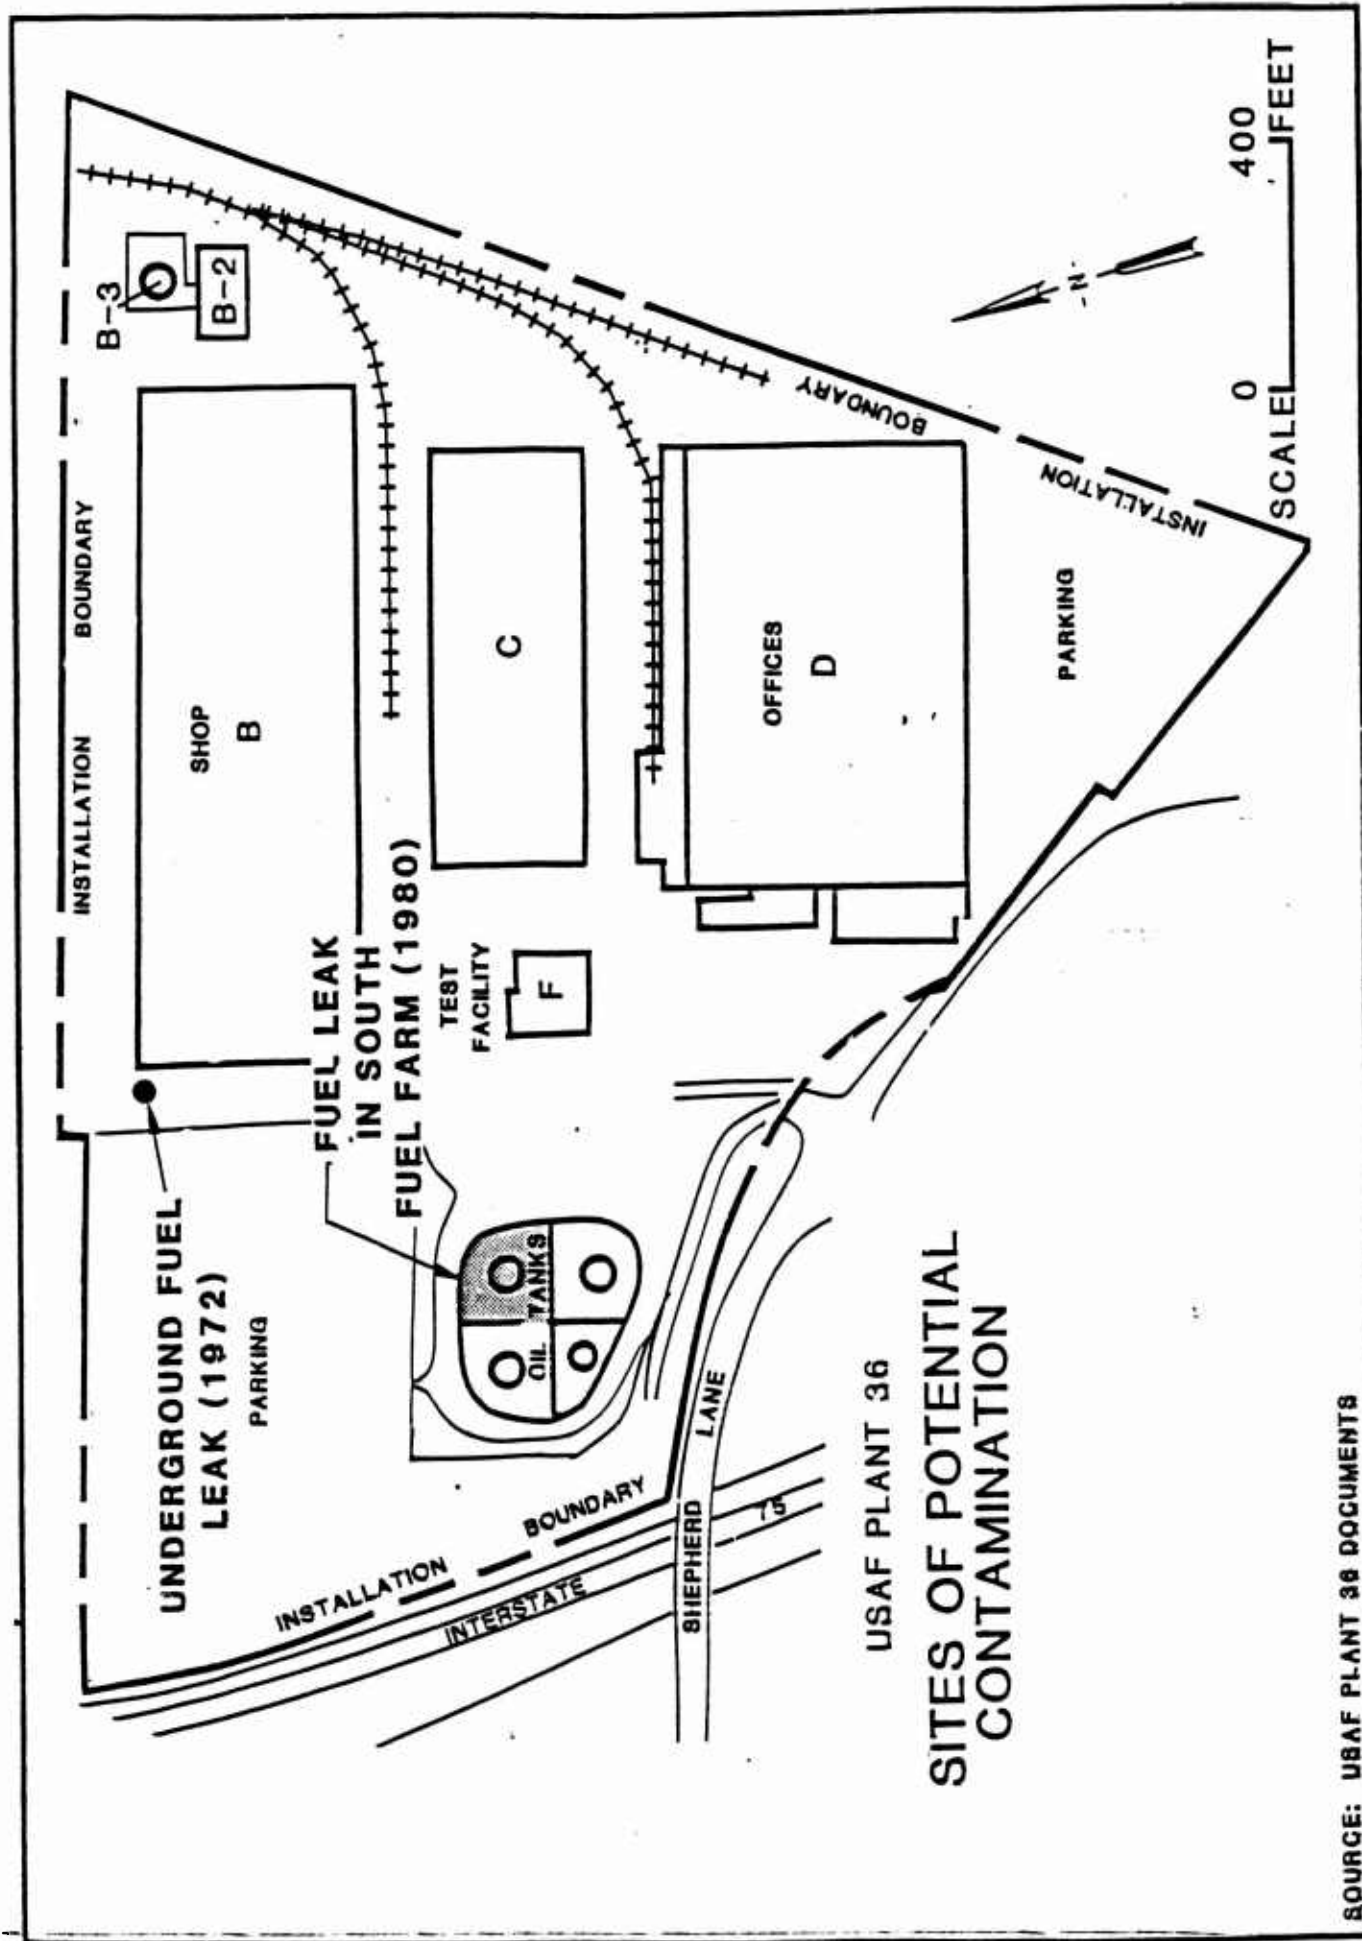 INSTALLATION BOUNDARY
B-3
B-2
SHOP
B
UNDERGROUND FUEL
LEAK (1972)
PARKING
FUEL LEAK
IN SOUTH
FUEL FARM (1980)
TEST
FACILITY
F
C
OIL TANKS
OFFICES
D
INSTALLATION BOUNDARY
INTERSTATE 75
SHEPHERD LANE
INSTALLATION BOUNDARY
PARKING
N
USAF PLANT 36
SITES OF POTENTIAL
CONTAMINATION
0 400
SCALE FEET
SOURCE: USAF PLANT 36 DOCUMENTS